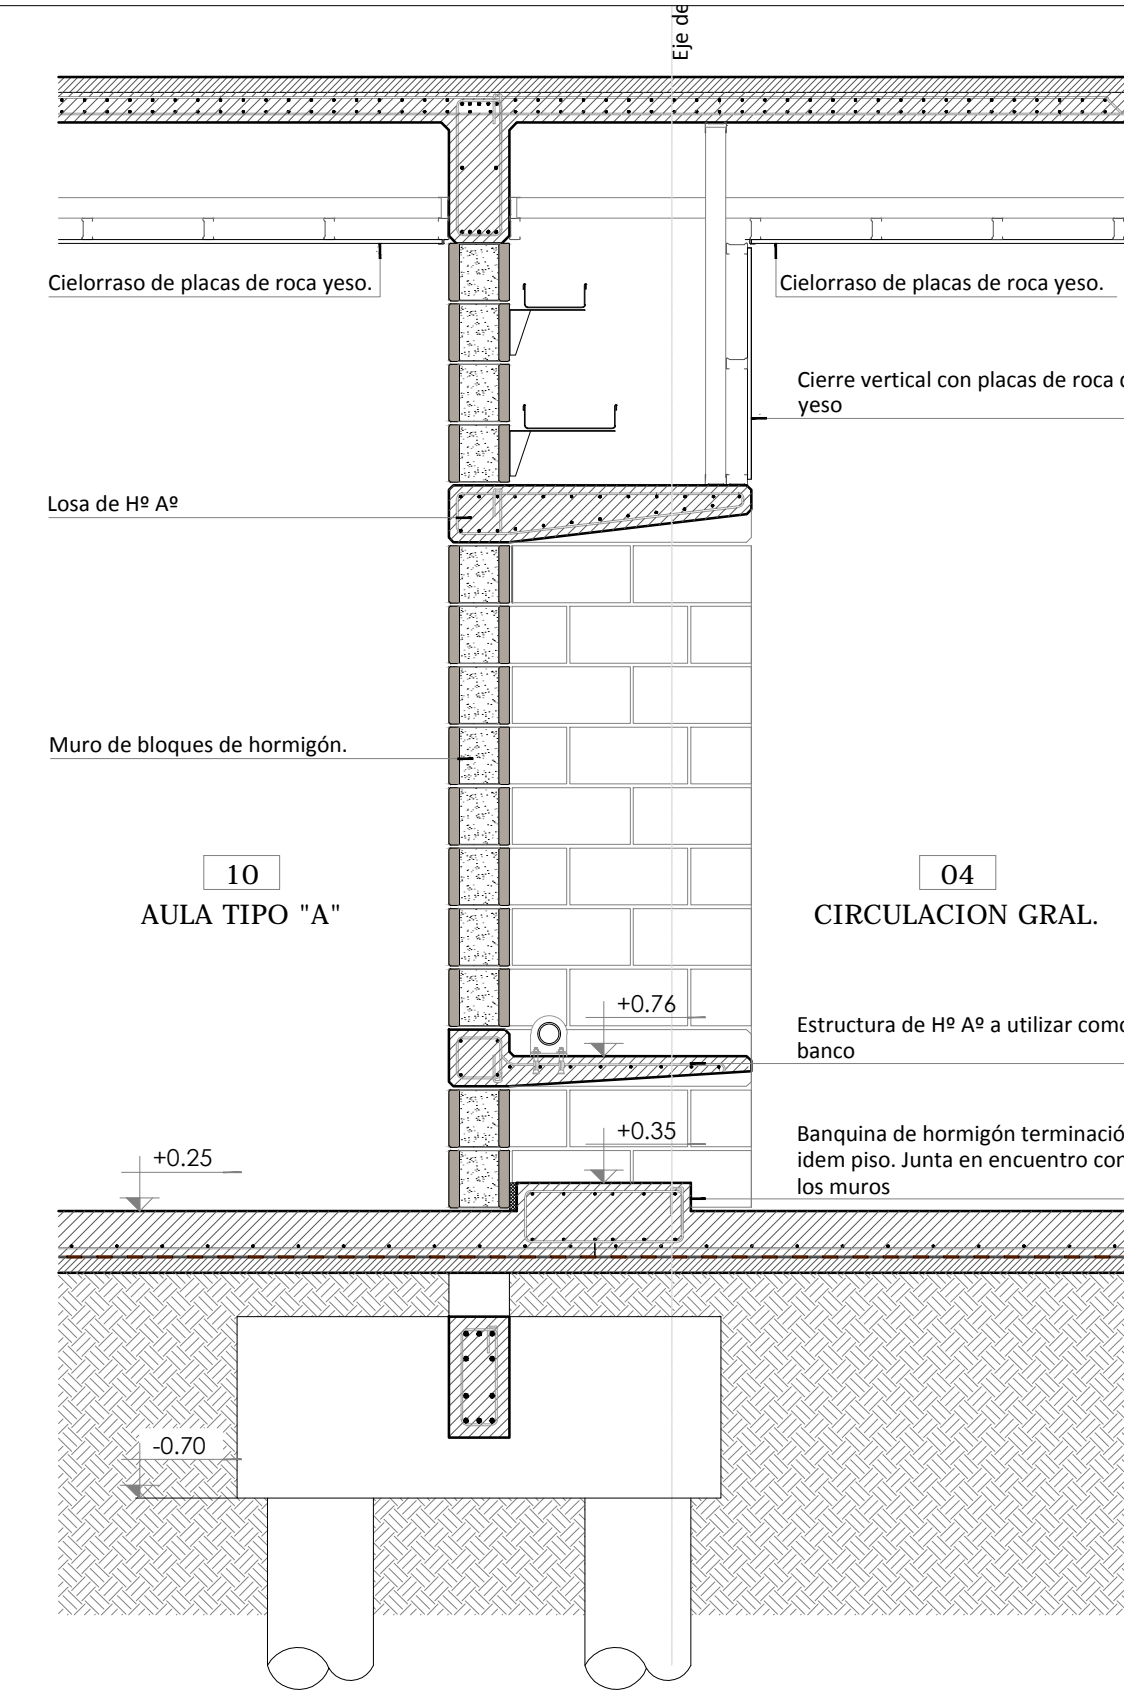 Eje de
Cielorraso de placas de roca yeso.
Cielorraso de placas de roca yeso.
Cierre vertical con placas de roca
yeso
Losa de Hº Aº
Muro de bloques de hormigón.
10
AULA TIPO "A"
04
CIRCULACION GRAL.
+0.76
Estructura de Hº Aº a utilizar como
banco
+0.35
Banquina de hormigón terminació
idem piso. Junta en encuentro con
los muros
+0.25
-0.70